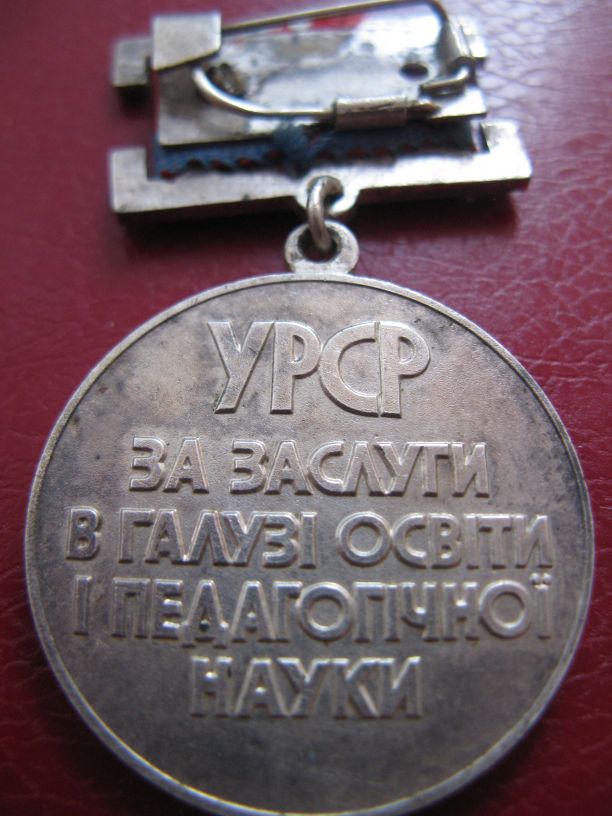 УРСР
ЗА ЗАСЛУГИ
В ГАЛУЗІ ОСВІТИ
І ПЕДАГОГІЧНОЇ
НАУКИ